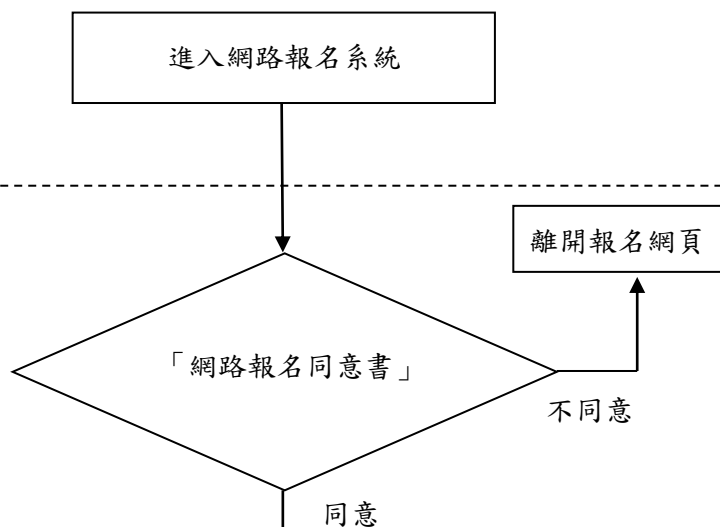 進入網路報名系統
離開報名網頁
「網路報名同意書」
不同意
同意